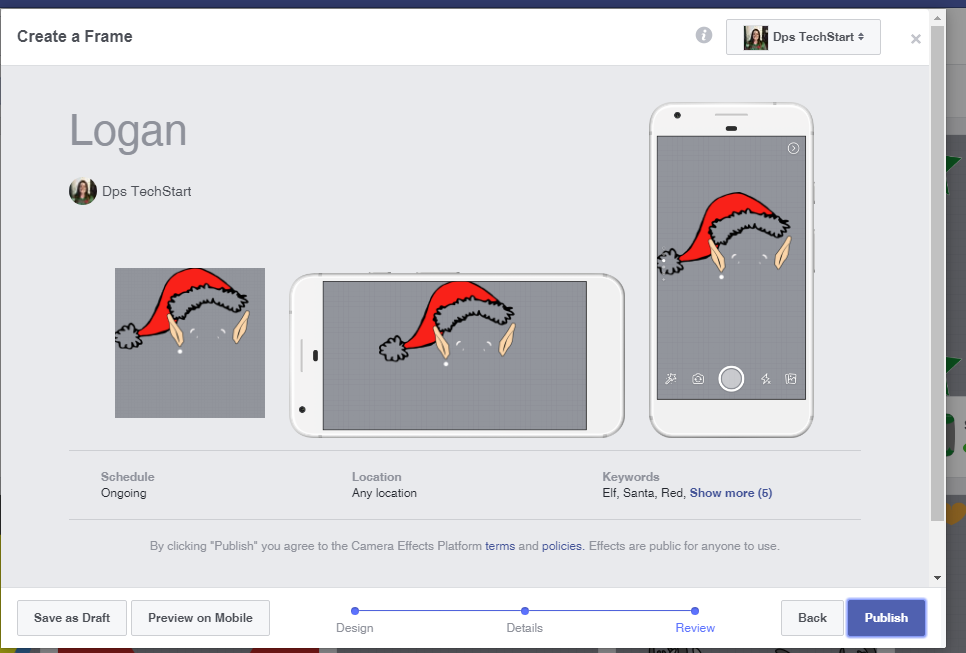 Create a Frame
Dps TechStart
Logan
Dps TechStart
Schedule
Ongoing
Location
Any location
Keywords
Elf, Santa, Red, Show more (5)
By clicking "Publish" you agree to the Camera Effects Platform terms and policies. Effects are public for anyone to use.
Save as Draft
Preview on Mobile
Design
Details
Review
Back
Publish